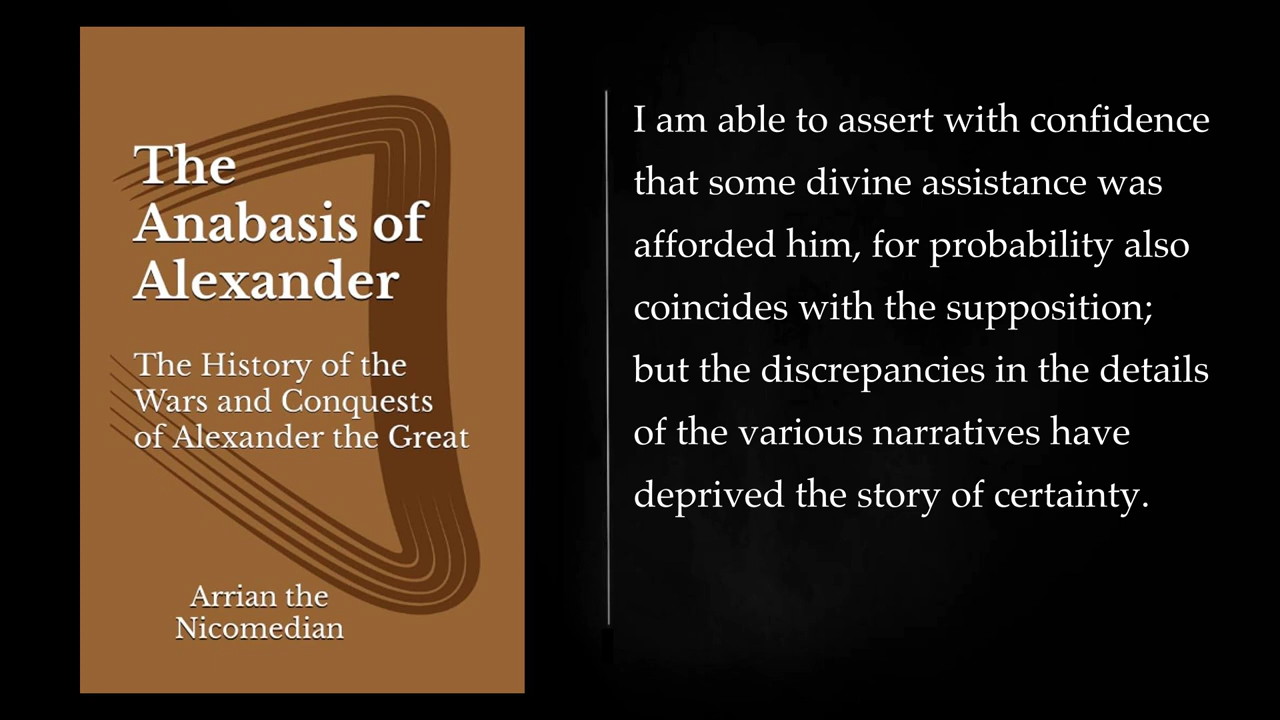 The
Anabasis of
Alexander
The History of the
Wars and Conquests
of Alexander the Great
Arrian the
Nicomedian
I am able to assert with confidence
that some divine assistance was
afforded him, for probability also
coincides with the supposition;
but the discrepancies in the details
of the various narratives have
deprived the story of certainty.